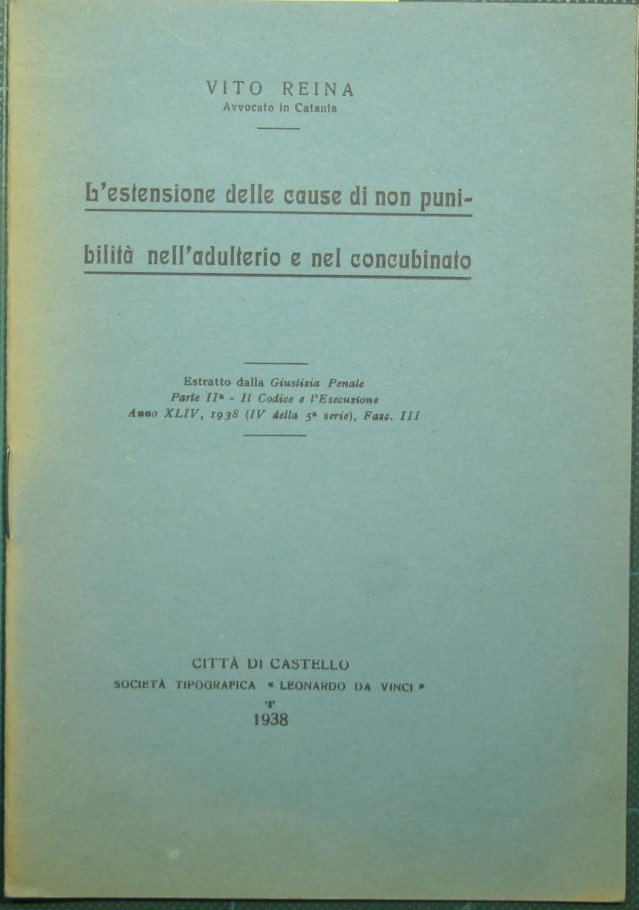 VITO REINA
Avvocato in Catania
L'estensione delle cause di non puni-
bilità nell'adulterio e nel concubinato
Estratto dalla Giustizia Penale
Parte IIª - Il Codice e l'Esecuzione
Anno XLIV, 1938 (IV della 5ª serie), Fasc. III
CITTÀ DI CASTELLO
SOCIETÀ TIPOGRAFICA « LEONARDO DA VINCI »
1938